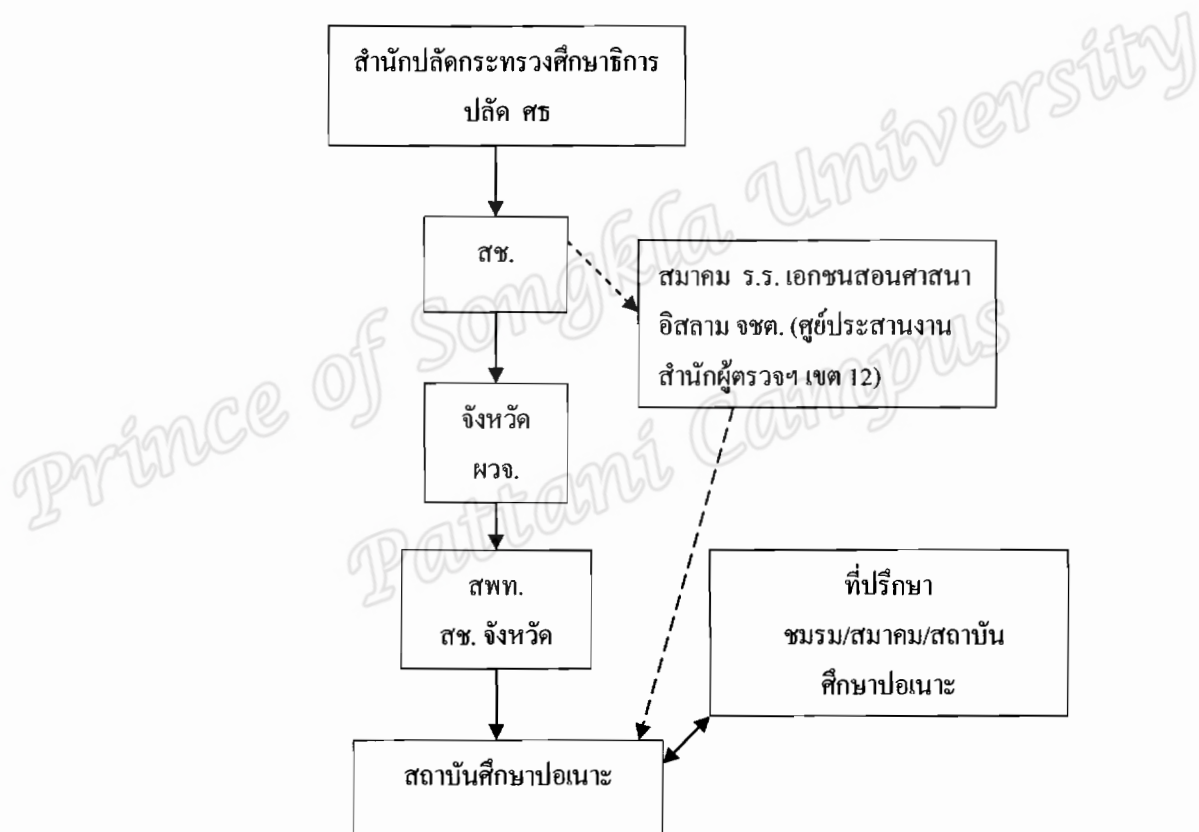 สำนักปลัดกระทรวงศึกษาธิการ
ปลัด ศธ
สช.
สมาคม ร.ร. เอกชนสอนศาสนา
อิสลาม จชต. (ศูย์ประสานงาน
สำนักผู้ตรวจฯ เขต 12)
จังหวัด
ผวจ.
สพท.
สช. จังหวัด
ที่ปรึกษา
ชมรม/สมาคม/สถาบัน
ศึกษาปอเนาะ
สถาบันศึกษาปอเนาะ
Prince of Songkla University
Pattani Campus